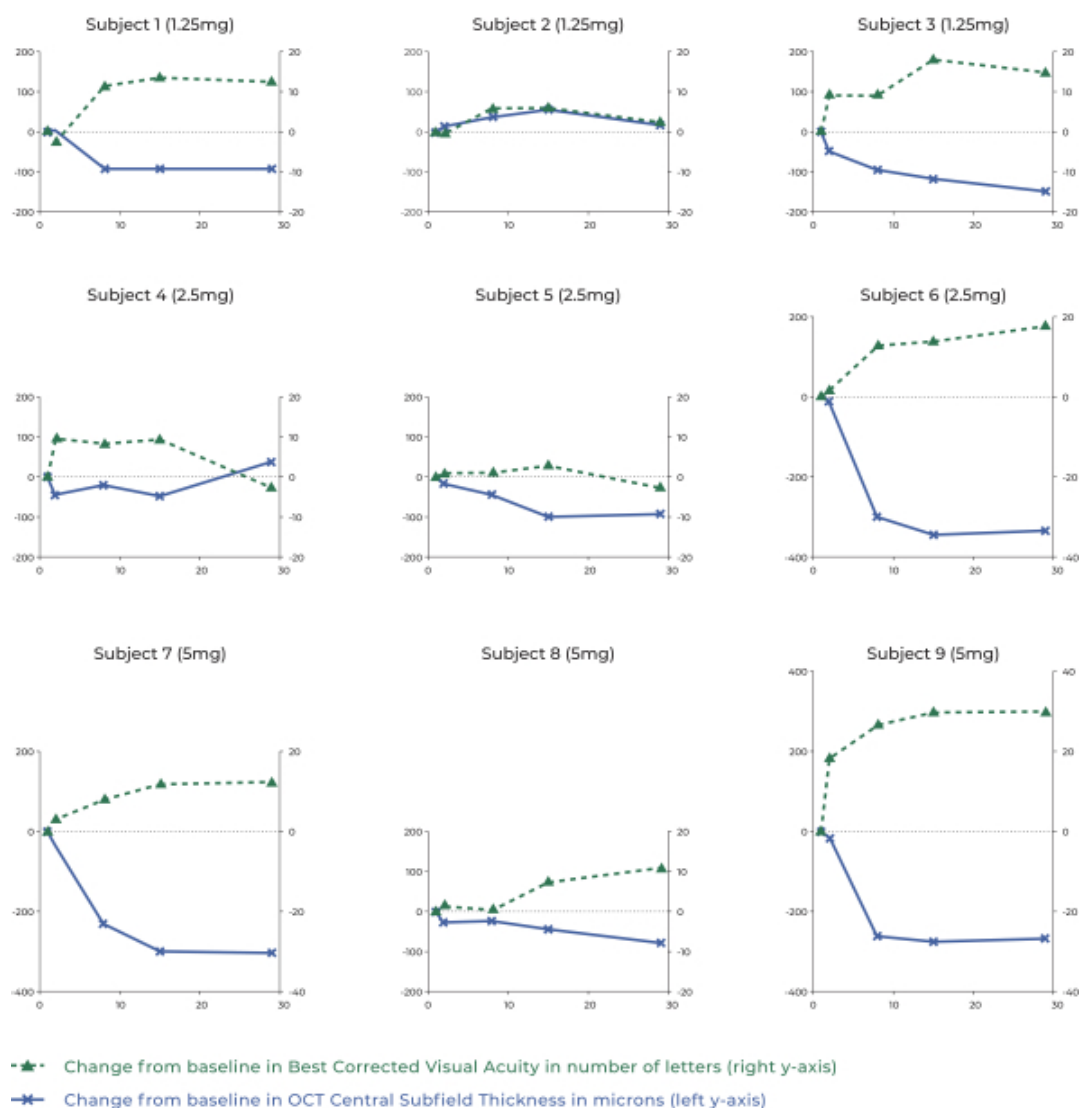 Subject 1 (1.25mg)
Subject 2 (1.25mg)
Subject 3 (1.25mg)
200 20 200 20 200 20
100 10 100 10 100 10
0 0 0 0 0 0
-100 -10 -100 -10 -100 -10
-200 -20 -200 -20 -200 -20
0 10 20 30 0 10 20 30 0 10 20 30
Subject 4 (2.5mg)
Subject 5 (2.5mg)
Subject 6 (2.5mg)
200 20
200 20 200 20 0 0
100 10 100 10
0 0 0 0 -200 -20
-100 -10 -100 -10
-200 -20 -200 -20 -400 -40
0 10 20 30 0 10 20 30 0 10 20 30
Subject 7 (5mg)
Subject 8 (5mg)
Subject 9 (5mg)
400 40
200 20 200 20
0 0 200 20 0 0
100 10
-200 -20 0 0 -200 -20
-100 -10
-400 -40 -200 -20 -400 -40
0 10 20 30 0 10 20 30 0 10 20 30
Change from baseline in Best Corrected Visual Acuity in number of letters (right y-axis)
Change from baseline in OCT Central Subfield Thickness in microns (left y-axis)